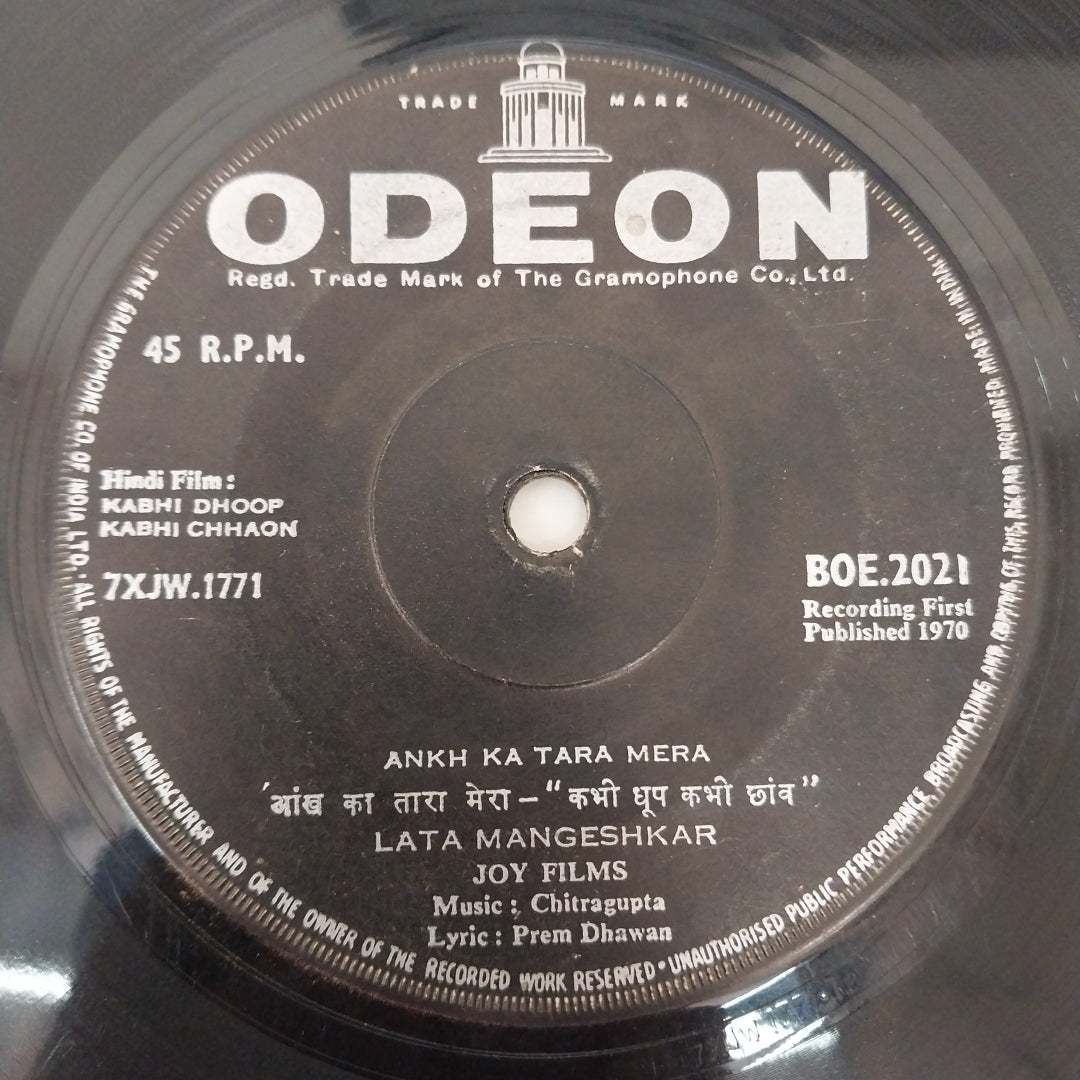 TRADE MARK
ODEON
Regd. Trade Mark of The Gramophone Co., Ltd.
45 R.P.M.
Hindi Film:
KABHI DHOOP
KABHI CHHAON
7XJW.1771
BOE.2021
Recording First
Published 1970
ANKH KA TARA MERA
आंख का तारा मेरा – “कभी धूप कभी छांव”
LATA MANGESHKAR
JOY FILMS
Music : Chitragupta
Lyric : Prem Dhawan
THE GRAMOPHONE CO. OF INDIA LTD. ALL RIGHTS OF THE MANUFACTURER AND OF THE OWNER OF THE RECORDED WORK RESERVED • UNAUTHORISED PUBLIC PERFORMANCE BROADCASTING AND COPYING OF THIS RECORD PROHIBITED MADE IN INDIA